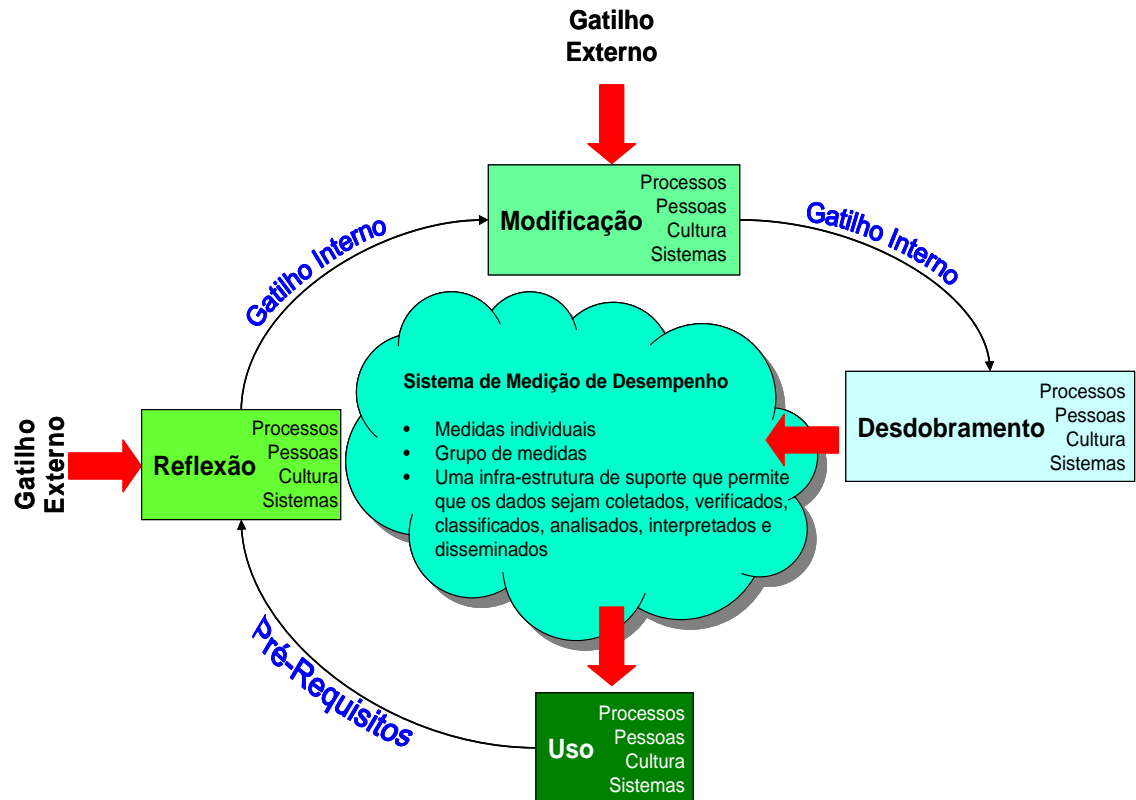 Gatilho
Externo
Processos
Pessoas
Modificação
Cultura
Sistemas
Gatilho Interno
Gatilho Interno
Sistema de Medição de Desempenho
• Medidas individuais
• Grupo de medidas
• Uma infra-estrutura de suporte que permite
que os dados sejam coletados, verificados,
classificados, analisados, interpretados e
disseminados
Processos
Pessoas
Desdobramento
Cultura
Sistemas
Gatilho
Externo
Processos
Pessoas
Reflexão
Cultura
Sistemas
Pré-Requisitos
Processos
Pessoas
Uso
Cultura
Sistemas